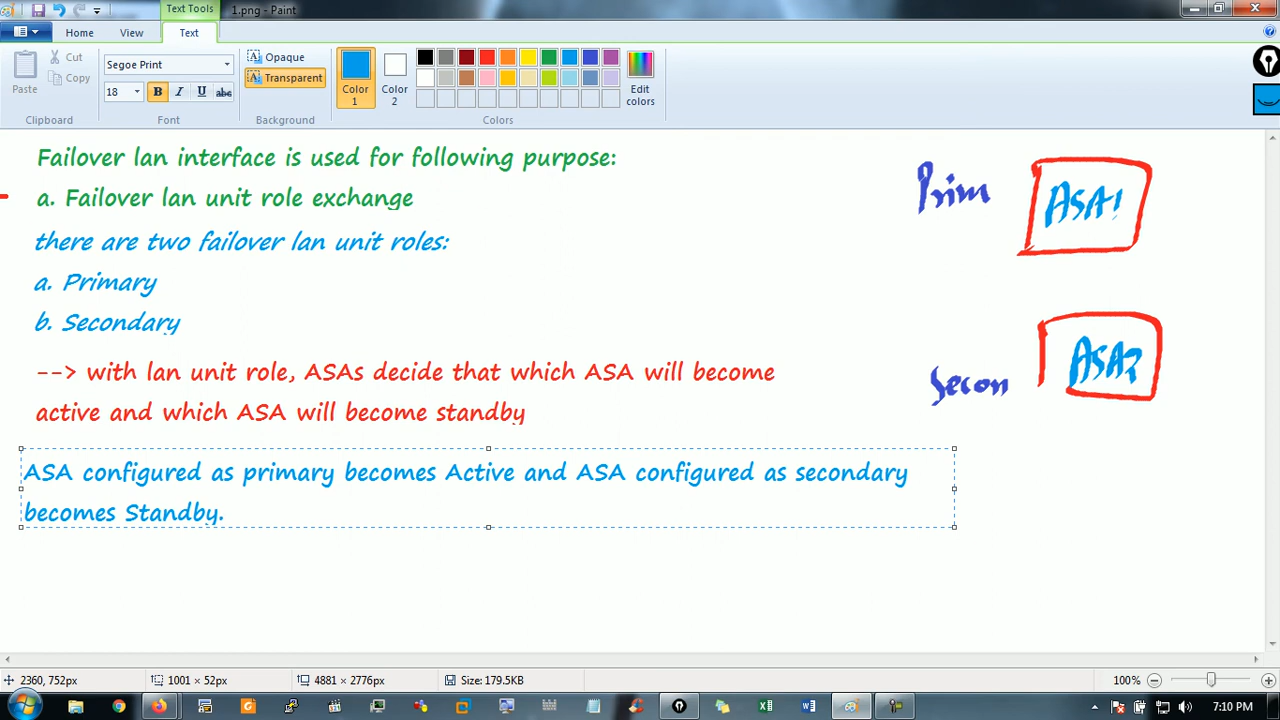 Text Tools
1.png - Paint
Home
View
Text
Cut
Copy
Paste
Clipboard
Segoe Print
18
B I U abc
Font
Opaque
Transparent
Background
Color 1
Color 2
Edit colors
Colors
Failover lan interface is used for following purpose:
a. Failover lan unit role exchange
there are two failover lan unit roles:
a. Primary
b. Secondary
--> with lan unit role, ASAs decide that which ASA will become
active and which ASA will become standby
ASA configured as primary becomes Active and ASA configured as secondary
becomes Standby.
Prim
ASA1
Secon
ASA2
2360, 752px
1001 × 52px
4881 × 2776px
Size: 179.5KB
100%
7:10 PM